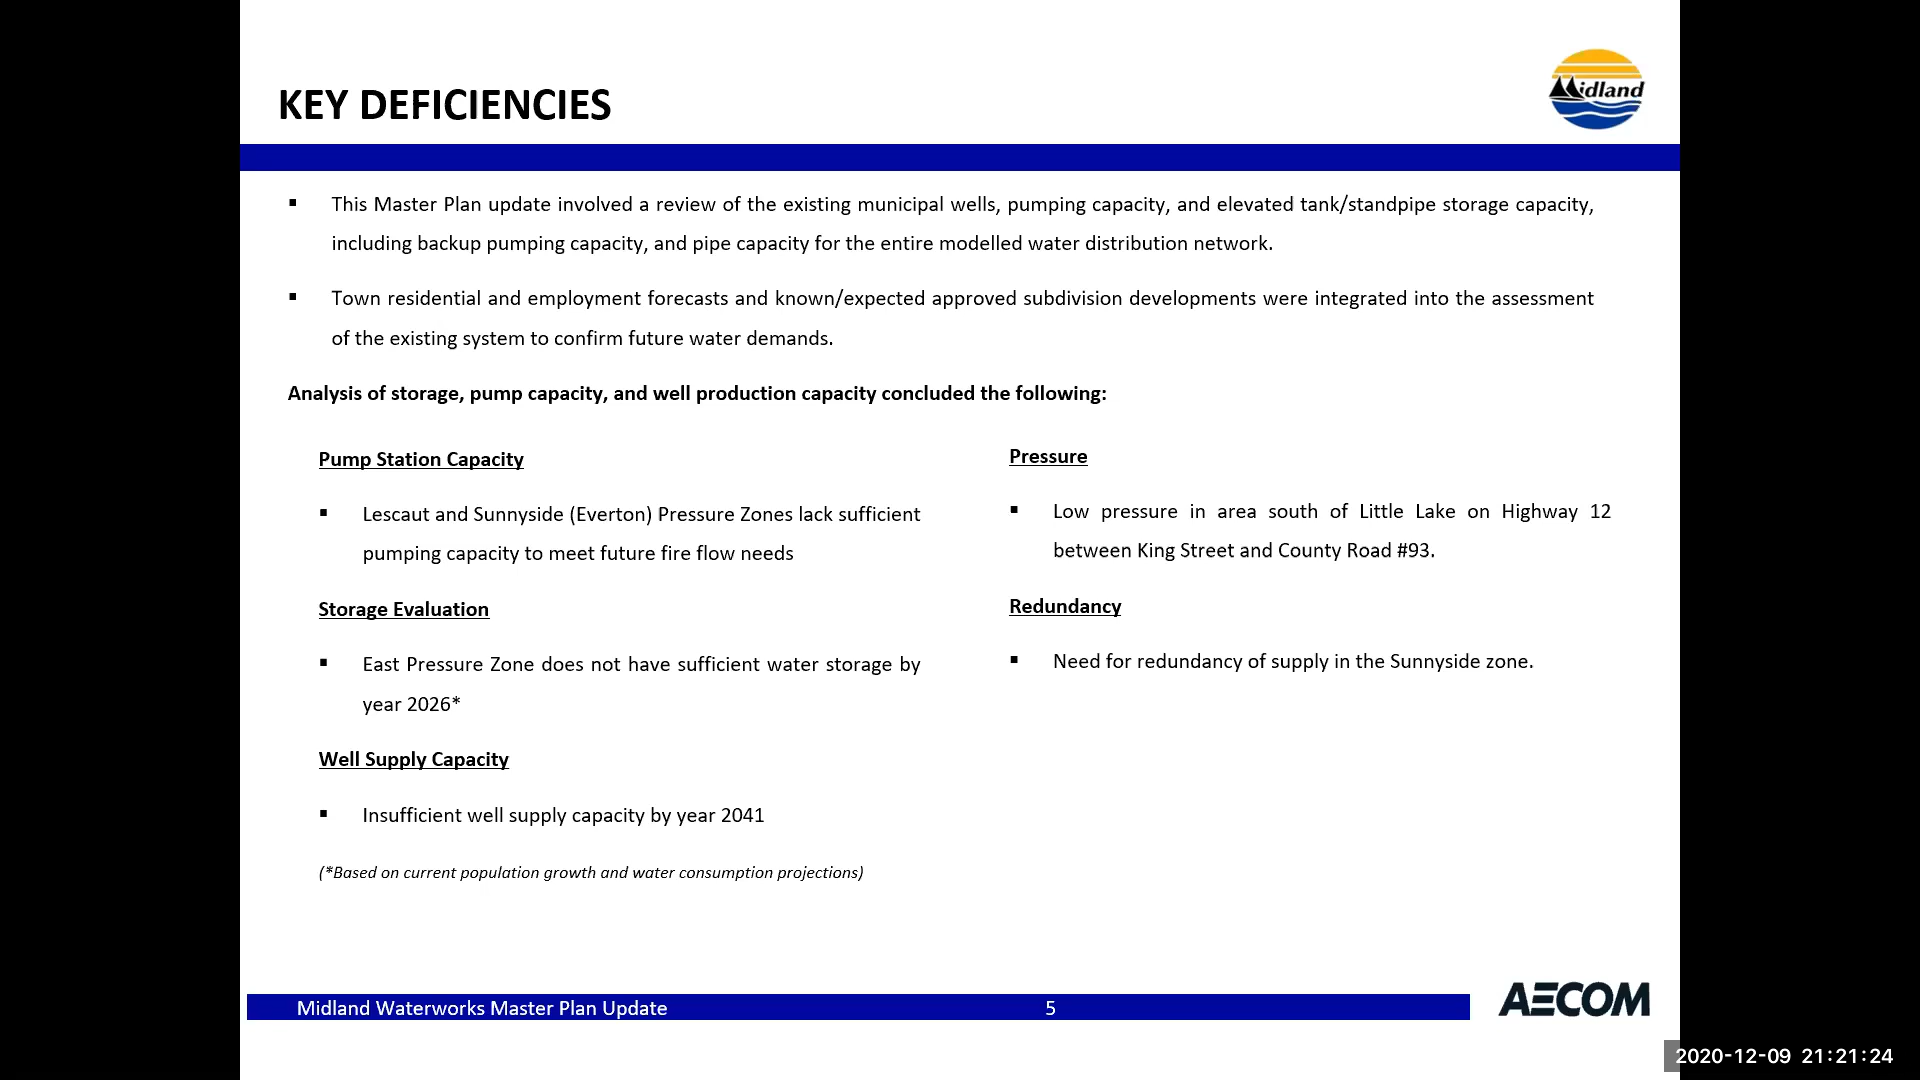 KEY DEFICIENCIES
Midland
▪ This Master Plan update involved a review of the existing municipal wells, pumping capacity, and elevated tank/standpipe storage capacity,
including backup pumping capacity, and pipe capacity for the entire modelled water distribution network.
▪ Town residential and employment forecasts and known/expected approved subdivision developments were integrated into the assessment
of the existing system to confirm future water demands.
Analysis of storage, pump capacity, and well production capacity concluded the following:
Pump Station Capacity
▪ Lescaut and Sunnyside (Everton) Pressure Zones lack sufficient
pumping capacity to meet future fire flow needs
Storage Evaluation
▪ East Pressure Zone does not have sufficient water storage by
year 2026*
Well Supply Capacity
▪ Insufficient well supply capacity by year 2041
(*Based on current population growth and water consumption projections)
Pressure
▪ Low pressure in area south of Little Lake on Highway 12
between King Street and County Road #93.
Redundancy
▪ Need for redundancy of supply in the Sunnyside zone.
Midland Waterworks Master Plan Update
5
AECOM
2020-12-09 21:21:24